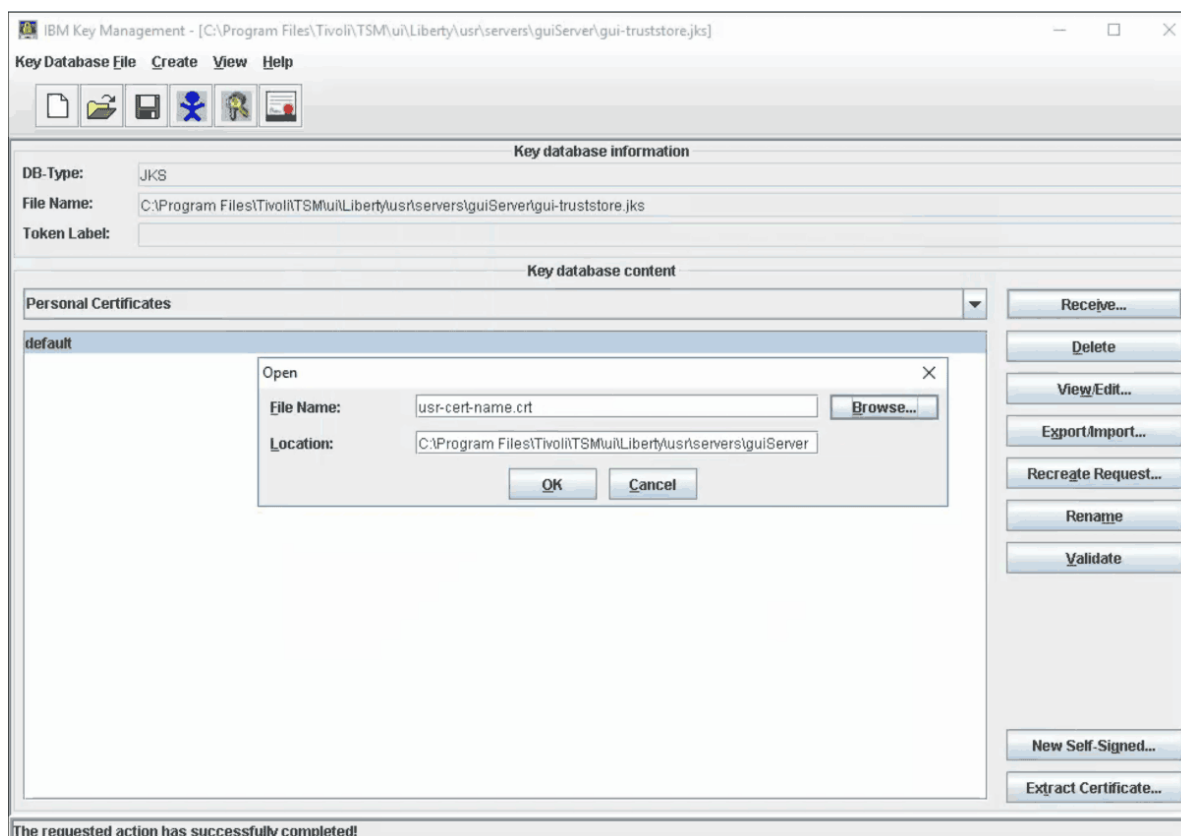 IBM Key Management - [C:\Program Files\Tivoli\TSM\ui\Liberty\usr\servers\guiServer\gui-truststore.jks]
Key Database File Create View Help
Key database information
DB-Type: JKS
File Name: C:\Program Files\Tivoli\TSM\ui\Liberty\usr\servers\guiServer\gui-truststore.jks
Token Label:
Key database content
Personal Certificates
default
Open
File Name: usr-cert-name.crt Browse...
Location: C:\Program Files\Tivoli\TSM\ui\Liberty\usr\servers\guiServer
OK Cancel
Receive...
Delete
View/Edit...
Export/Import...
Recreate Request...
Rename
Validate
New Self-Signed...
Extract Certificate...
The requested action has successfully completed!